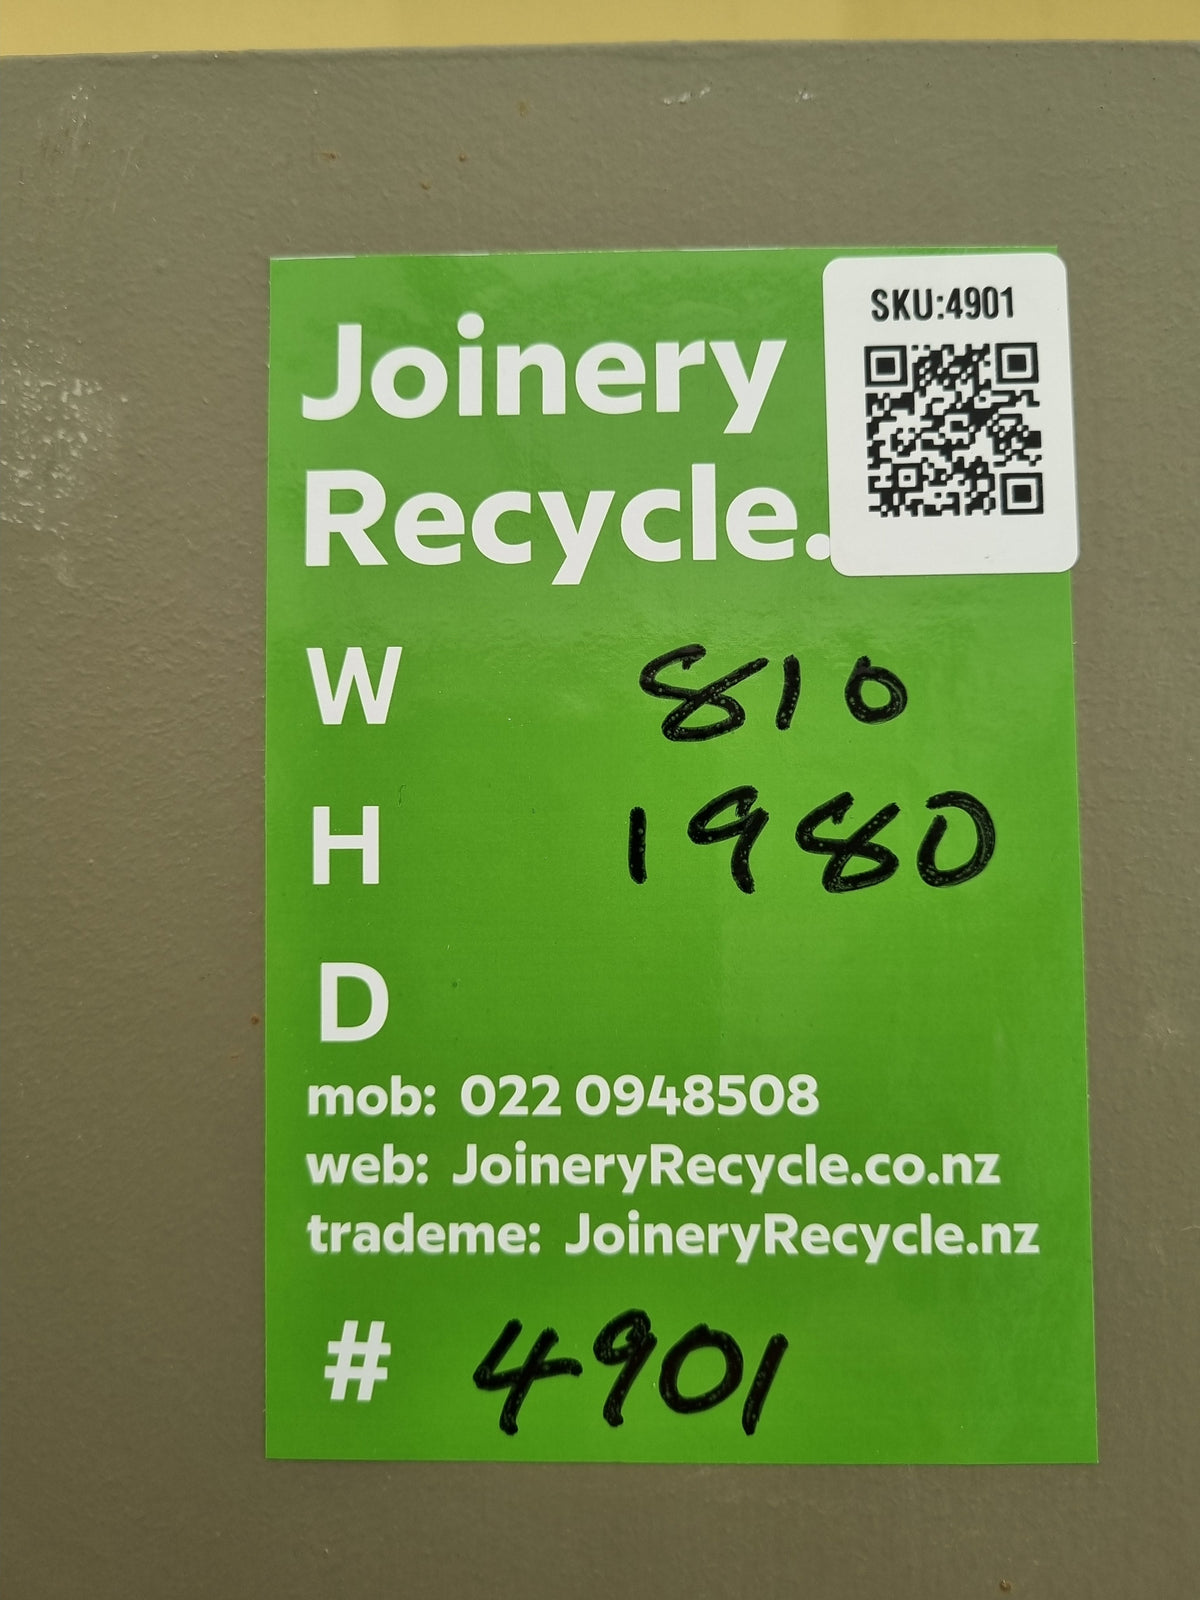 SKU:4901
Joinery
Recycle.
W 810
H 1980
D
mob: 022 0948508
web: JoineryRecycle.co.nz
trademe: JoineryRecycle.nz
# 4901